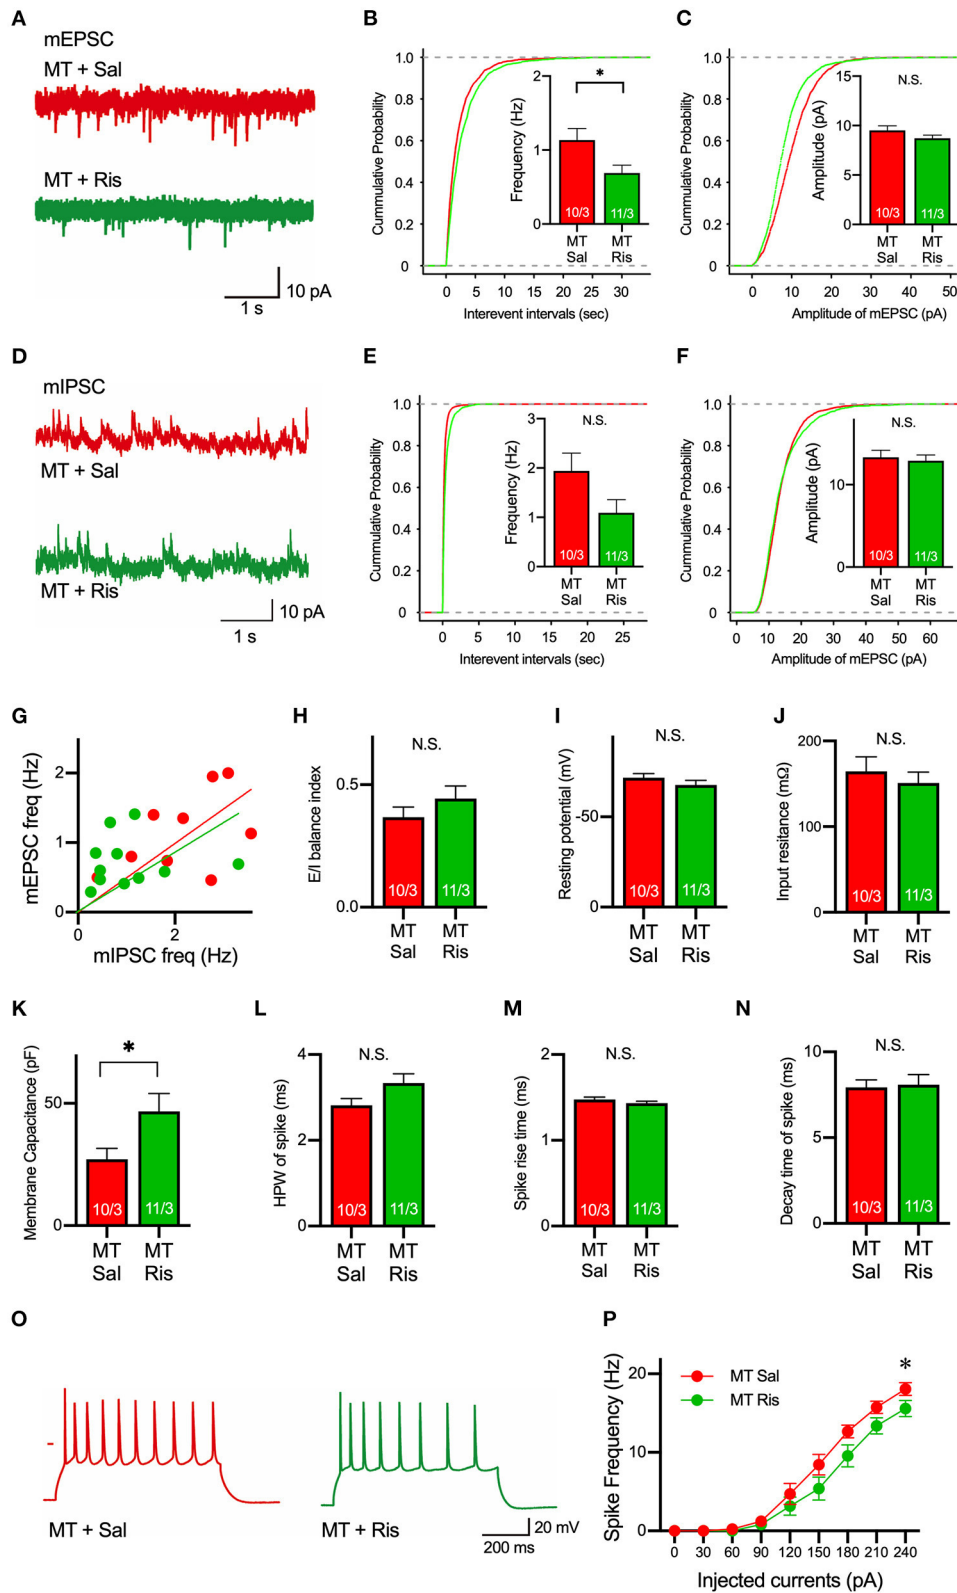 A
mEPSC
MT + Sal
MT + Ris
10 pA
1 s
B
Cummulative Probability
1.0
0.8
0.6
0.4
0.2
0
0 5 10 15 20 25 30
Interevent intervals (sec)
Frequency (Hz)
2
1
0
*
10/3 11/3
MT MT
Sal Ris
C
Cummulative Probability
1.0
0.8
0.6
0.4
0.2
0
0 10 20 30 40 50
Amplitude of mEPSC (pA)
Amplitude (pA)
15
10
5
0
N.S.
10/3 11/3
MT MT
Sal Ris
D
mIPSC
MT + Sal
MT + Ris
10 pA
1 s
E
Cummulative Probability
1.0
0.8
0.6
0.4
0.2
0
0 5 10 15 20 25
Interevent intervals (sec)
Frequency (Hz)
3
2
1
0
N.S.
10/3 11/3
MT MT
Sal Ris
F
Cummulative Probability
1.0
0.8
0.6
0.4
0.2
0
0 10 20 30 40 50 60
Amplitude of mEPSC (pA)
Amplitude (pA)
10
0
N.S.
10/3 11/3
MT MT
Sal Ris
G
mEPSC freq (Hz)
2
1
0
0 2
mIPSC freq (Hz)
H
E/I balance index
0.5
0.0
N.S.
10/3 11/3
MT MT
Sal Ris
I
Resting potential (mV)
-50
0
N.S.
10/3 11/3
MT MT
Sal Ris
J
Input resitance (mΩ)
200
100
0
N.S.
10/3 11/3
MT MT
Sal Ris
K
Membrane Capacitance (pF)
50
0
*
10/3 11/3
MT MT
Sal Ris
L
HPW of spike (ms)
4
2
0
N.S.
10/3 11/3
MT MT
Sal Ris
M
Spike rise time (ms)
2
1
0
N.S.
10/3 11/3
MT MT
Sal Ris
N
Decay time of spike (ms)
10
5
0
N.S.
10/3 11/3
MT MT
Sal Ris
O
MT + Sal
MT + Ris
20 mV
200 ms
P
Spike Frequency (Hz)
20
10
0
MT Sal
MT Ris
*
0 30 60 90 120 150 180 210 240
Injected currents (pA)